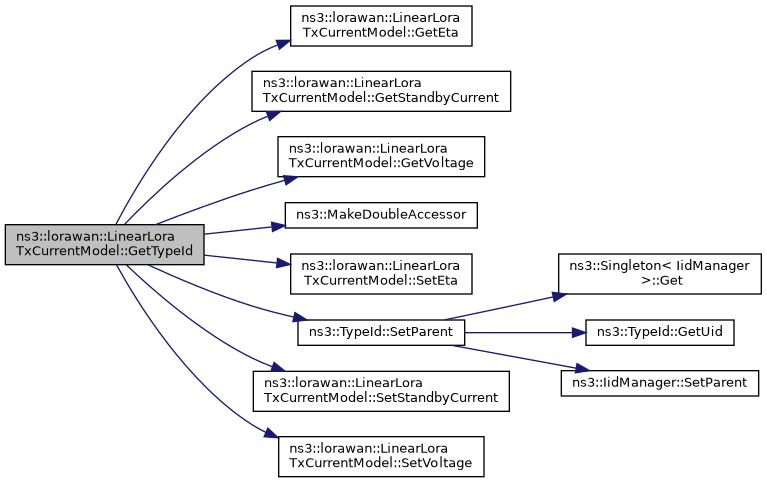 ns3::lorawan::LinearLora
TxCurrentModel::GetTypeId
ns3::lorawan::LinearLora
TxCurrentModel::GetEta
ns3::lorawan::LinearLora
TxCurrentModel::GetStandbyCurrent
ns3::lorawan::LinearLora
TxCurrentModel::GetVoltage
ns3::MakeDoubleAccessor
ns3::lorawan::LinearLora
TxCurrentModel::SetEta
ns3::TypeId::SetParent
ns3::lorawan::LinearLora
TxCurrentModel::SetStandbyCurrent
ns3::lorawan::LinearLora
TxCurrentModel::SetVoltage
ns3::Singleton< IidManager
>::Get
ns3::TypeId::GetUid
ns3::IidManager::SetParent